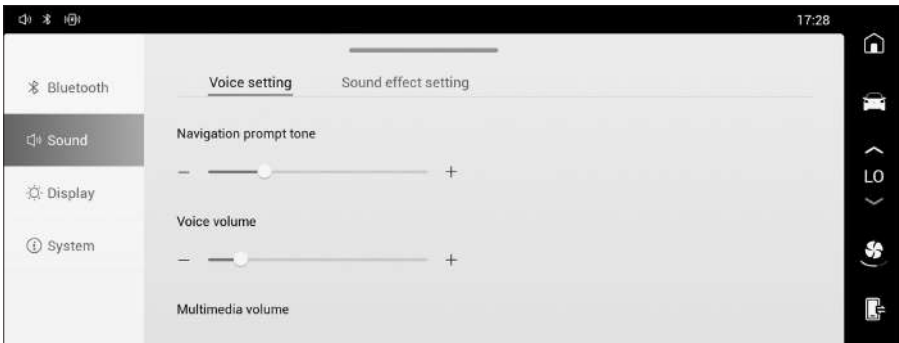 17:28
Bluetooth
Sound
Display
System
Voice setting
Sound effect setting
Navigation prompt tone
- +
Voice volume
- +
Multimedia volume
LO